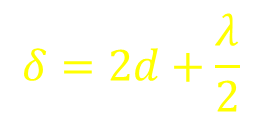 δ = 2d + λ/2